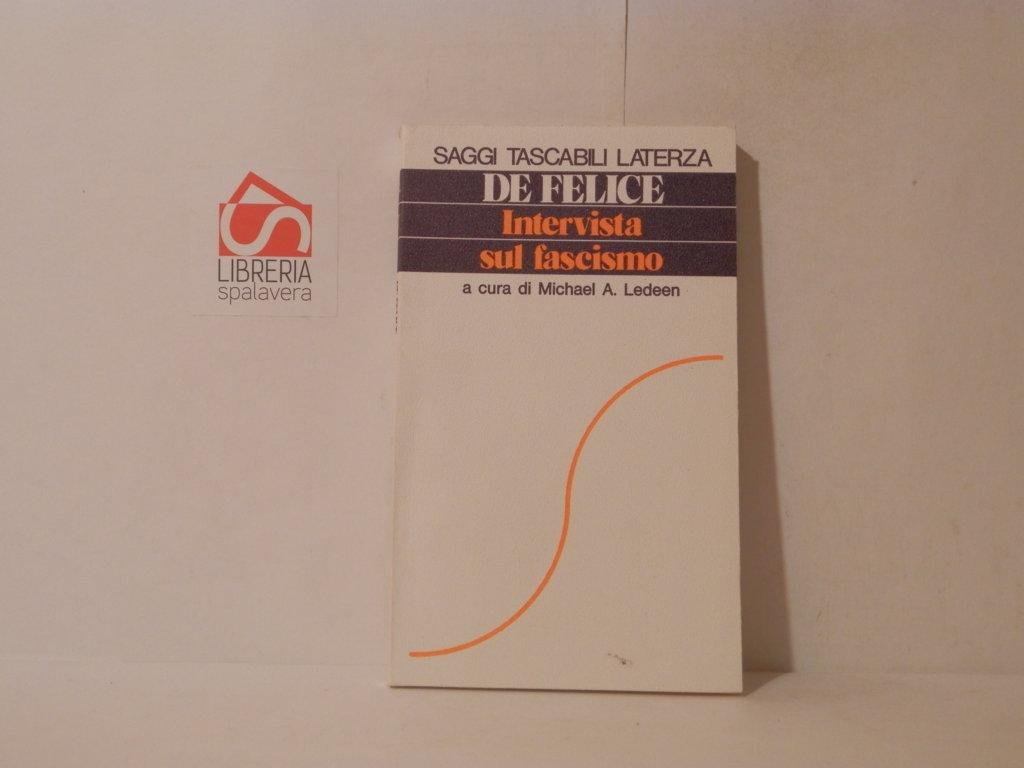 SAGGI TASCABILI LATERZA
DE FELICE
Intervista
sul fascismo
a cura di Michael A. Ledeen
LIBRERIA
spalavera